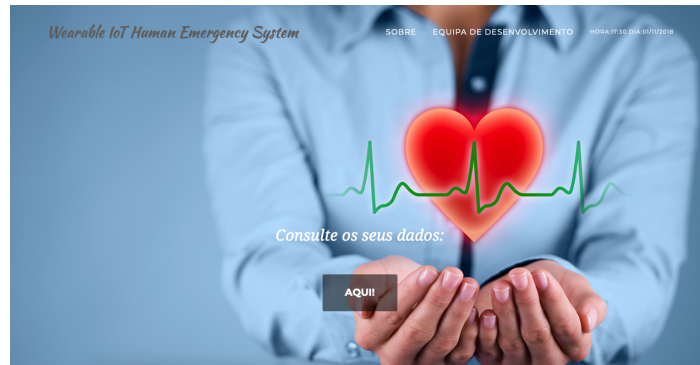 Wearable IoT Human Emergency System
SOBRE
EQUIPA DE DESENVOLVIMENTO
HORA:17:30 DIA:01/11/2018
Consulte os seus dados:
AQUI!